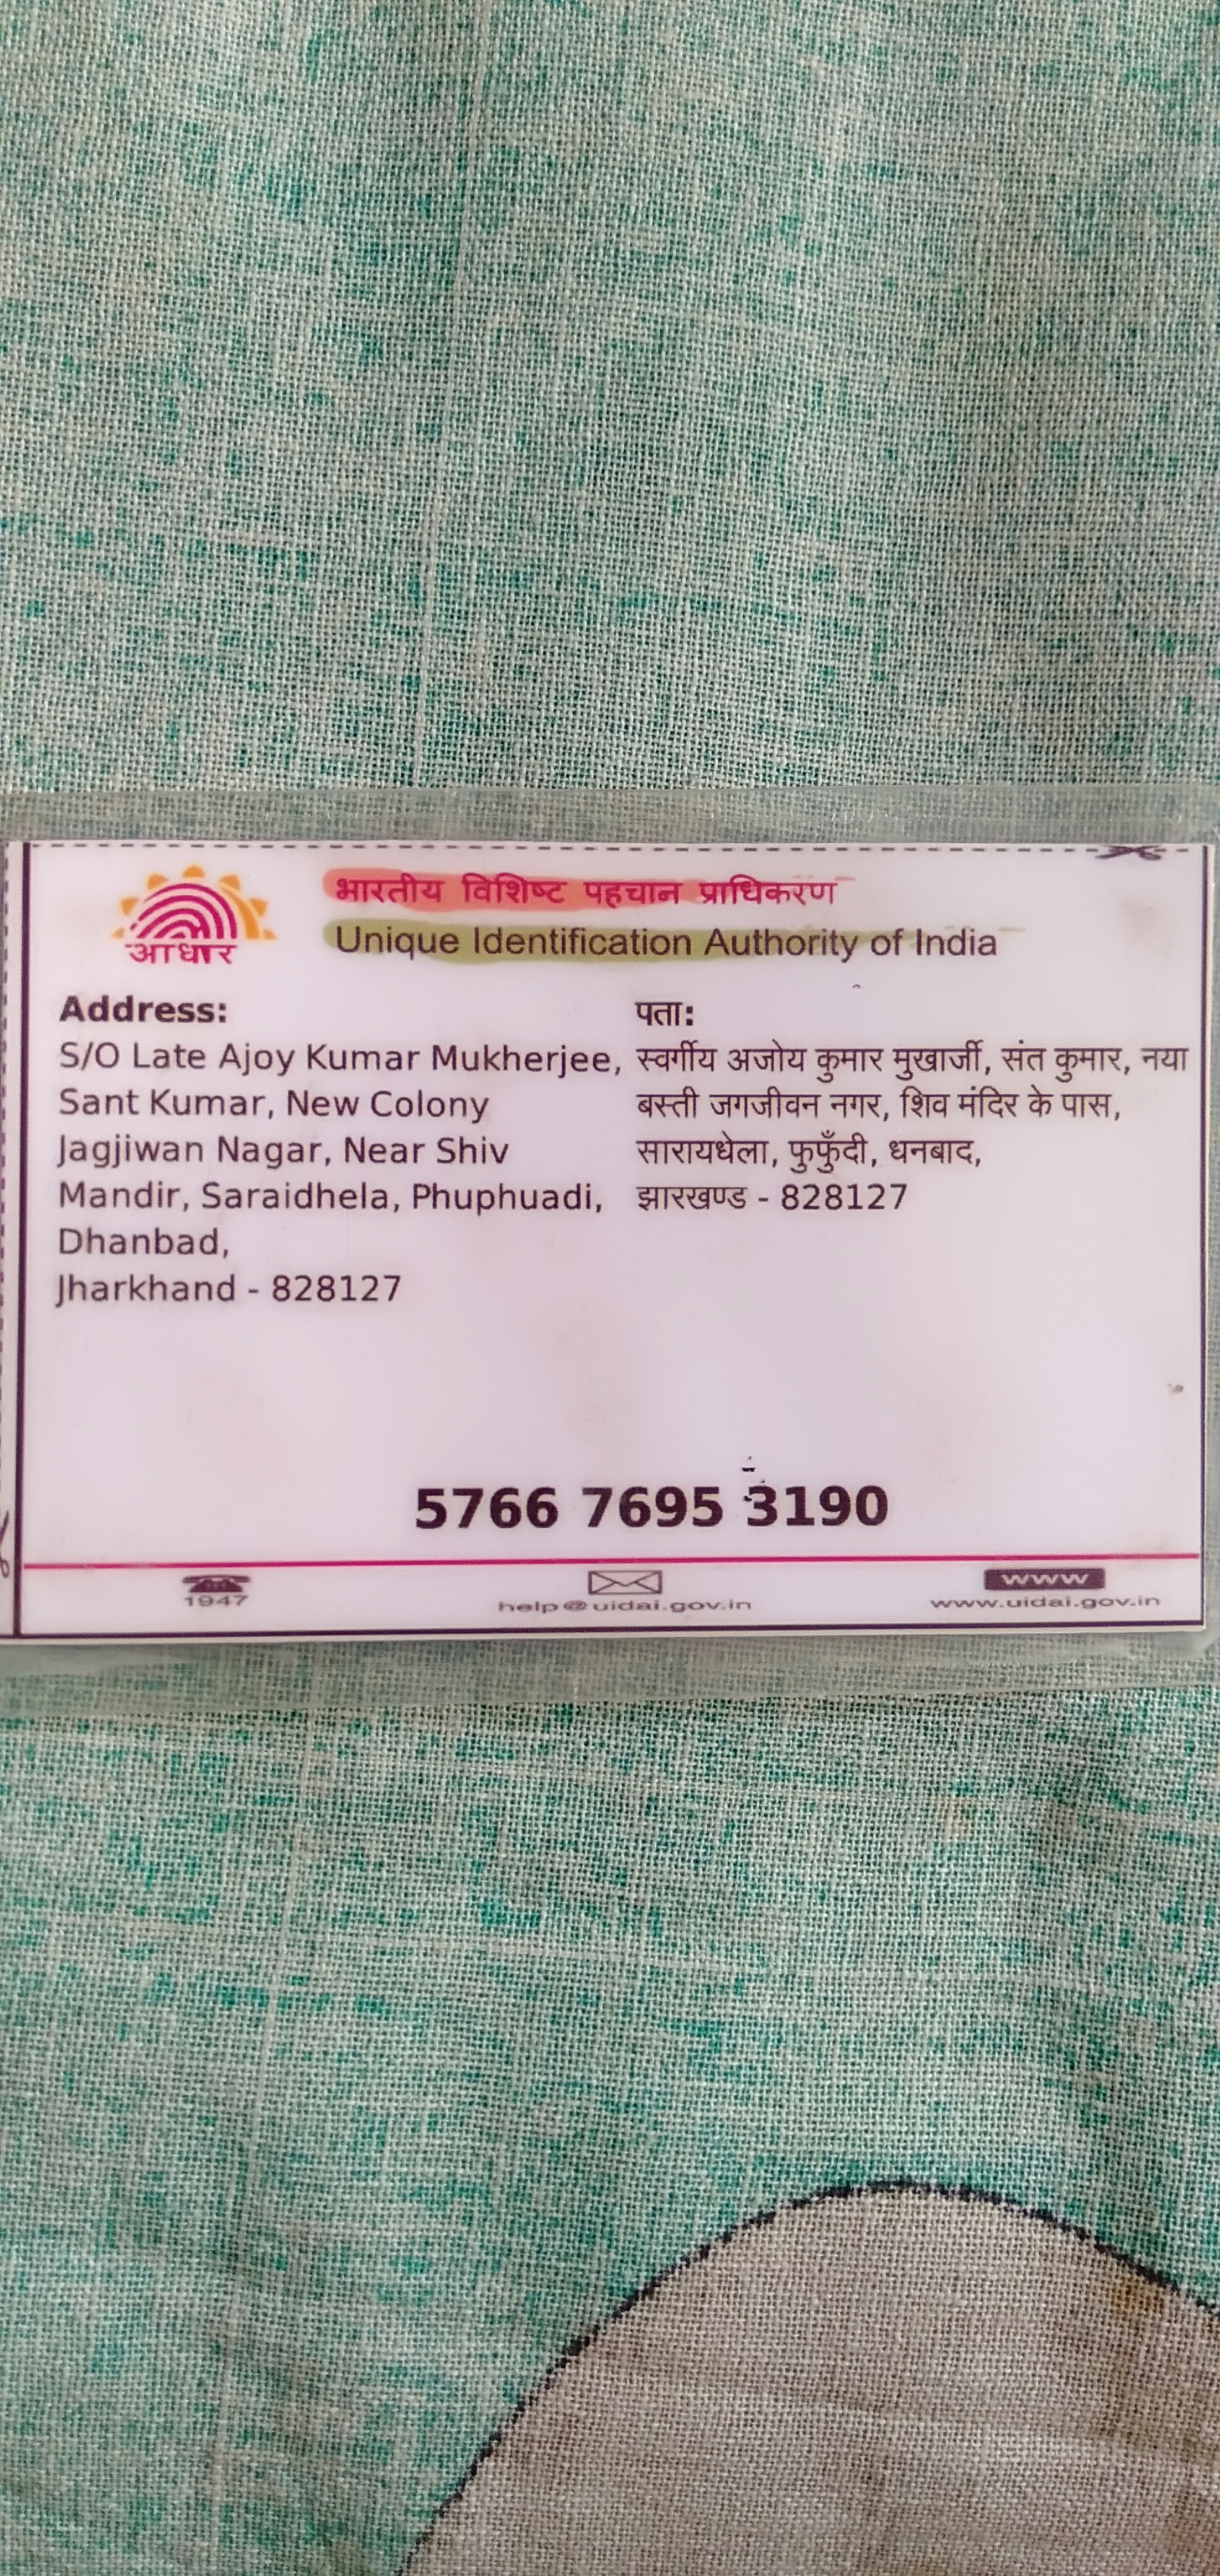 आधार
भारतीय विशिष्ट पहचान प्राधिकरण
Unique Identification Authority of India
Address:
S/O Late Ajoy Kumar Mukherjee,
Sant Kumar, New Colony
Jagjiwan Nagar, Near Shiv
Mandir, Saraidhela, Phuphuadi,
Dhanbad,
Jharkhand - 828127
पता:
स्वर्गीय अजोय कुमार मुखार्जी, संत कुमार, नया
बस्ती जगजीवन नगर, शिव मंदिर के पास,
सारायधेला, फुफुँदी, धनबाद,
झारखण्ड - 828127
5766 7695 3190
1947
help@uidai.gov.in
www
www.uidai.gov.in